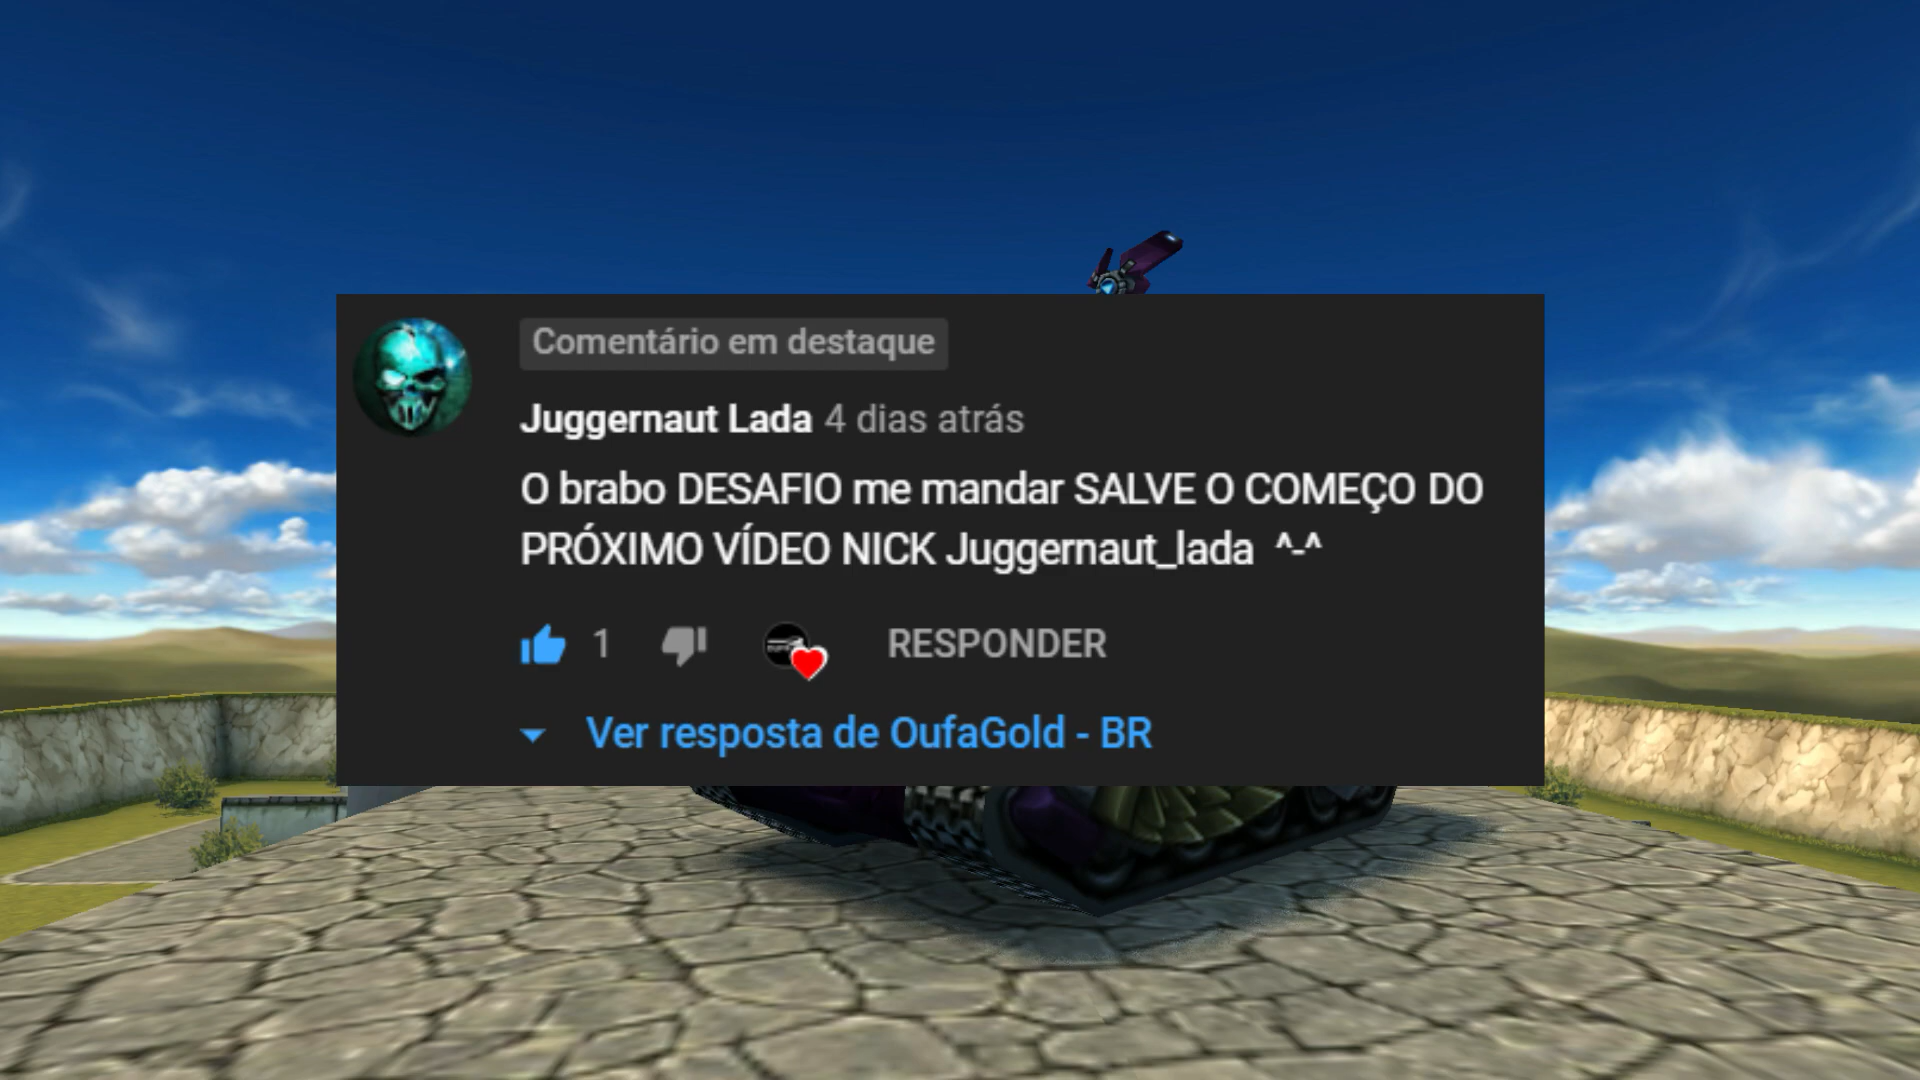 Comentário em destaque
Juggernaut Lada 4 dias atrás
O brabo DESAFIO me mandar SALVE O COMEÇO DO
PRÓXIMO VÍDEO NICK Juggernaut_lada ^-^
1 RESPONDER
Ver resposta de OufaGold - BR